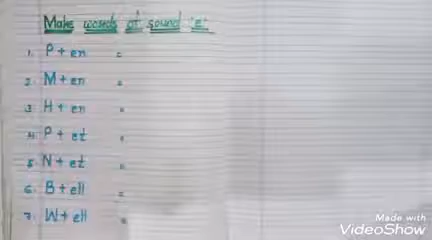 Make words of sound "e"
1. P + en =
2. M + en =
3. H + en =
4. P + et =
5. N + et =
6. B + ell =
7. W + ell =
Made with
VideoShow